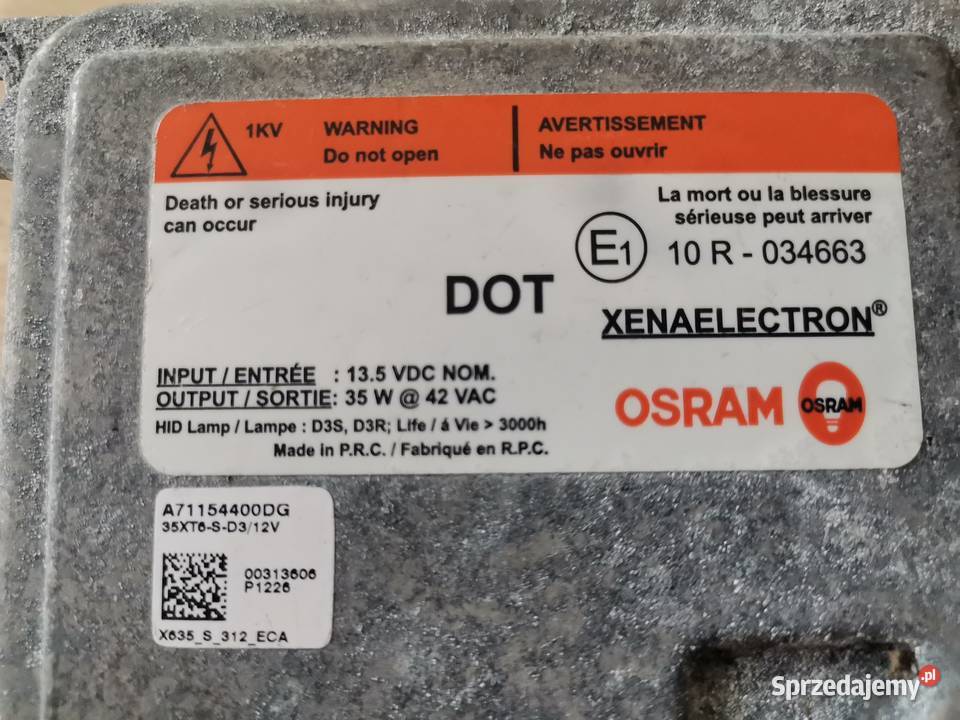 1KV
WARNING
Do not open
AVERTISSEMENT
Ne pas ouvrir
Death or serious injury
can occur
La mort ou la blessure
sérieuse peut arriver
E1 10 R - 034663
DOT
XENAELECTRON®
INPUT / ENTRÉE : 13.5 VDC NOM.
OUTPUT / SORTIE: 35 W @ 42 VAC
HID Lamp / Lampe : D3S, D3R; Life / á Vie > 3000h
Made in P.R.C. / Fabriqué en R.P.C.
OSRAM OSRAM
A71154400DG
35XT6-S-D3/12V
00313606
P1226
X635_S_312_ECA
Sprzedajemy.pl